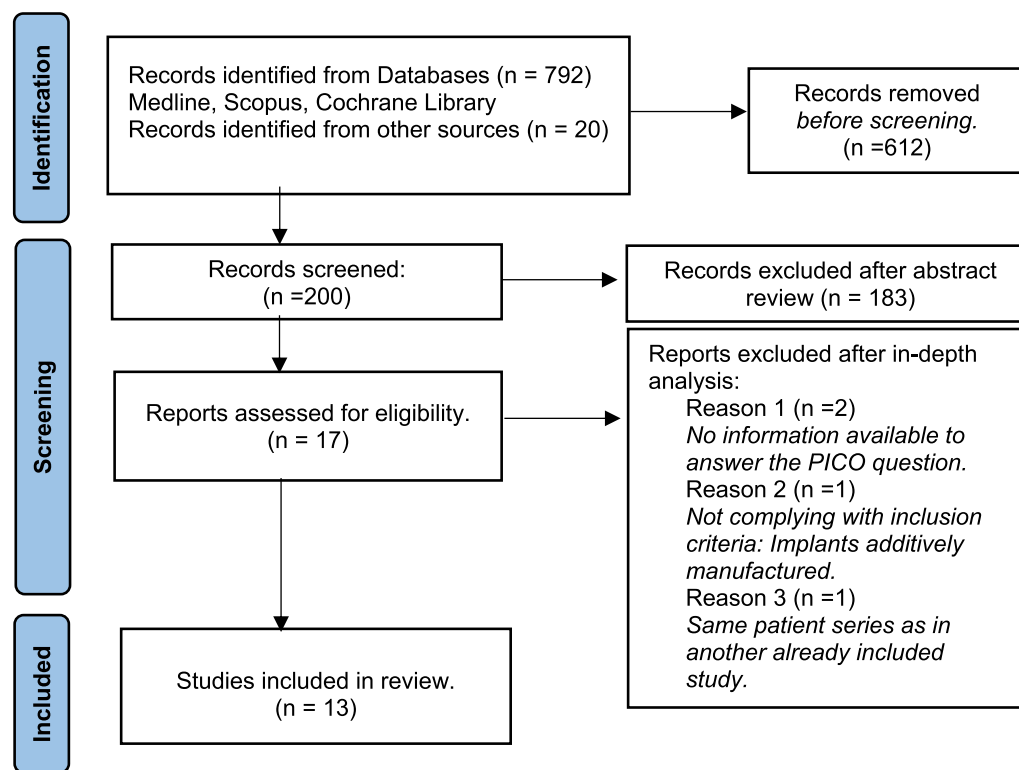 Identification
Records identified from Databases (n = 792)
Medline, Scopus, Cochrane Library
Records identified from other sources (n = 20)
Records removed
before screening.
(n =612)
Screening
Records screened:
(n =200)
Records excluded after abstract
review (n = 183)
Reports assessed for eligibility.
(n = 17)
Reports excluded after in-depth
analysis:
Reason 1 (n =2)
No information available to
answer the PICO question.
Reason 2 (n =1)
Not complying with inclusion
criteria: Implants additively
manufactured.
Reason 3 (n =1)
Same patient series as in
another already included
study.
Included
Studies included in review.
(n = 13)